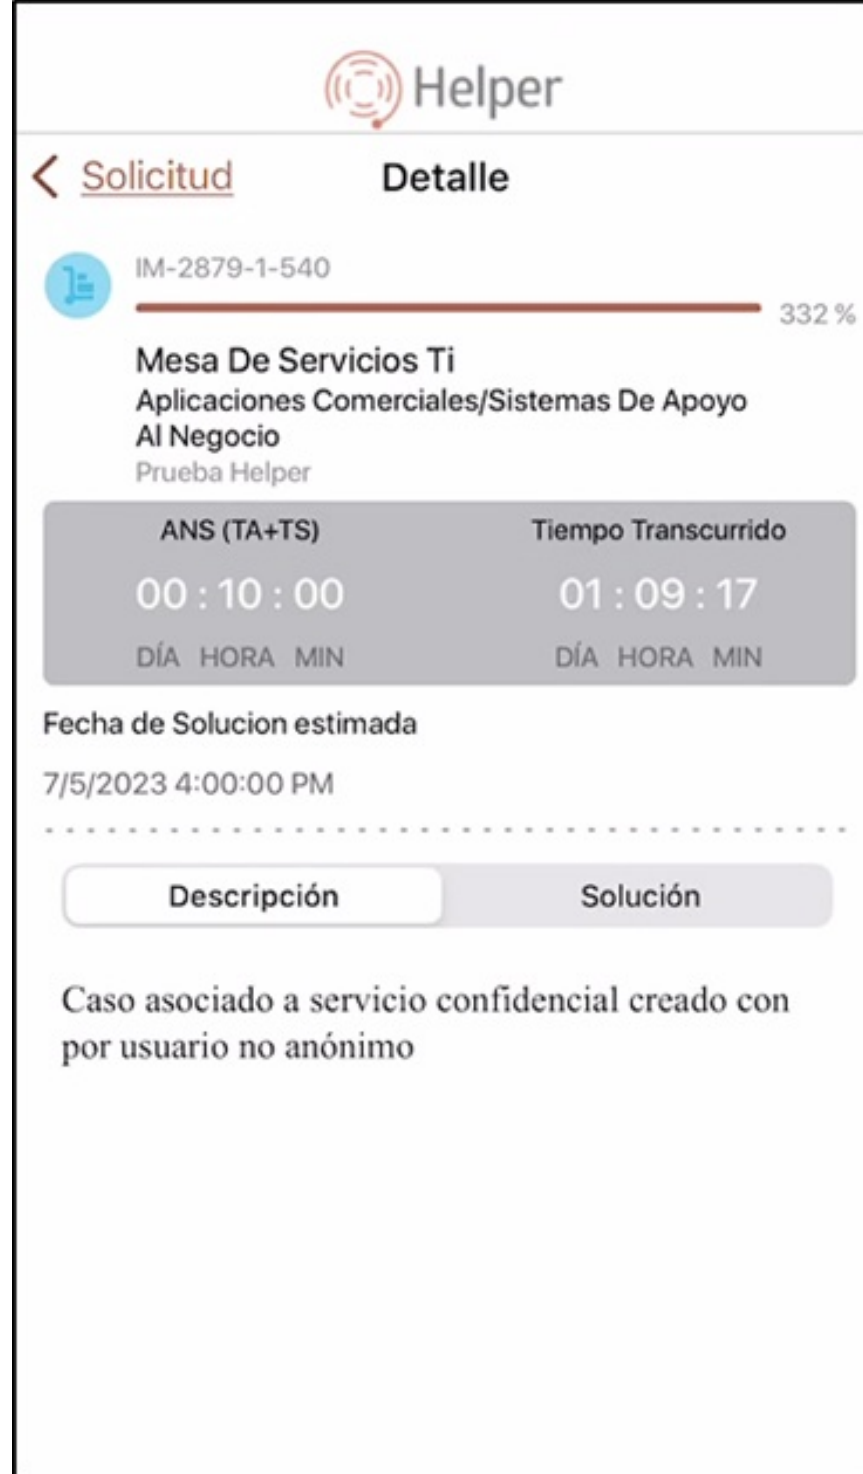 Helper
Solicitud Detalle
IM-2879-1-540
332 %
Mesa De Servicios Ti
Aplicaciones Comerciales/Sistemas De Apoyo
Al Negocio
Prueba Helper
ANS (TA+TS) Tiempo Transcurrido
00 : 10 : 00 01 : 09 : 17
DÍA HORA MIN DÍA HORA MIN
Fecha de Solucion estimada
7/5/2023 4:00:00 PM
Descripción Solución
Caso asociado a servicio confidencial creado con
por usuario no anónimo